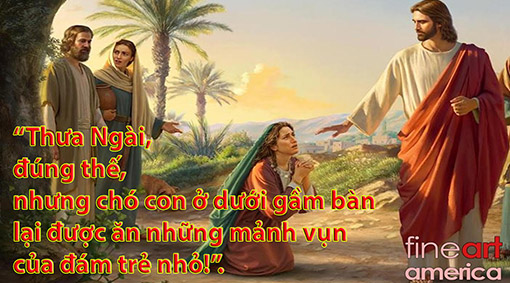 “Thưa Ngài,
đúng thế,
nhưng chó con ở dưới gầm bàn
lại được ăn những mảnh vụn
của đám trẻ nhỏ!”.
fineart
america